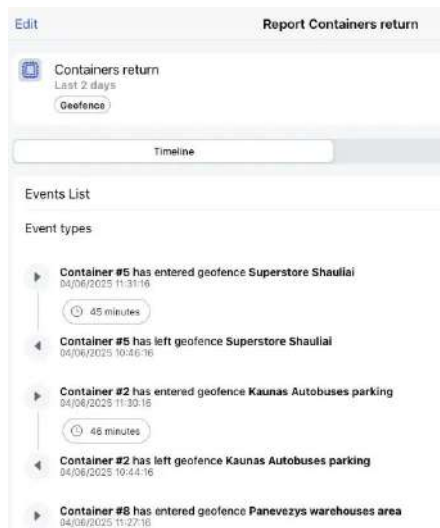 Edit
Report Containers return
Containers return
Last 2 days
Geofence
Timeline
Events List
Event types
Container #5 has entered geofence Superstore Shauliai
04/06/2025 11:31:16
45 minutes
Container #5 has left geofence Superstore Shauliai
04/06/2025 10:46:16
Container #2 has entered geofence Kaunas Autobuses parking
04/06/2025 11:30:16
46 minutes
Container #2 has left geofence Kaunas Autobuses parking
04/06/2025 10:44:16
Container #8 has entered geofence Panevezys warehouses area
04/06/2025 11:27:16